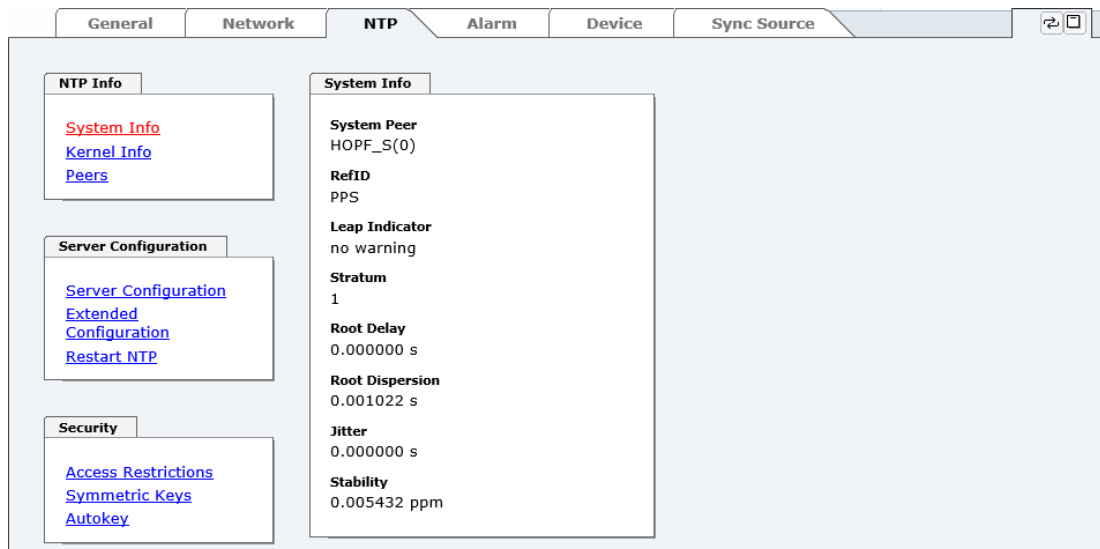 General Network NTP Alarm Device Sync Source
NTP Info
System Info
Kernel Info
Peers
Server Configuration
Server Configuration
Extended
Configuration
Restart NTP
Security
Access Restrictions
Symmetric Keys
Autokey
System Info
System Peer
HOPF_S(0)
RefID
PPS
Leap Indicator
no warning
Stratum
1
Root Delay
0.000000 s
Root Dispersion
0.001022 s
Jitter
0.000000 s
Stability
0.005432 ppm